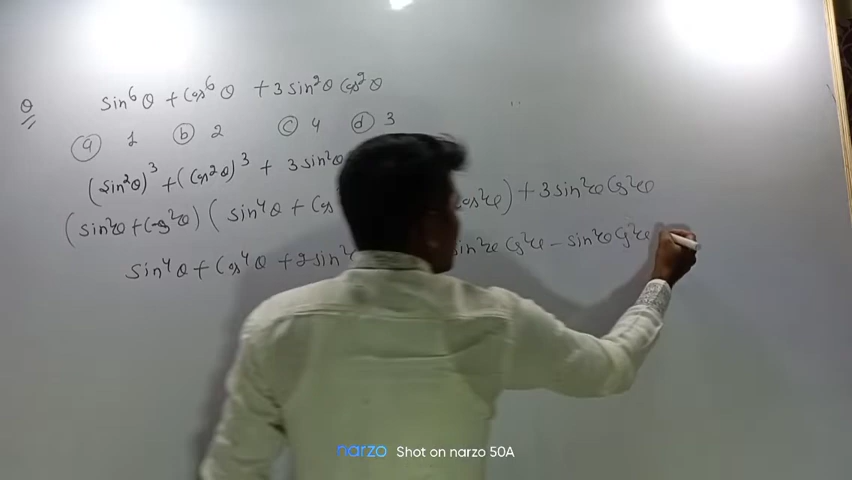 Q sin⁶θ + cos⁶θ + 3 sin²θ cos²θ
(a) 1 (b) 2 (c) 4 (d) 3
(sin²θ)³ + (cos²θ)³ + 3 sin²θ
(sin²θ + cos²θ) (sin⁴θ + cos cos²θ) + 3 sin²θ cos²θ
sin⁴θ + cos⁴θ + 2 sin² sin²θ cos²θ - sin²θ cos²θ
narzo Shot on narzo 50A